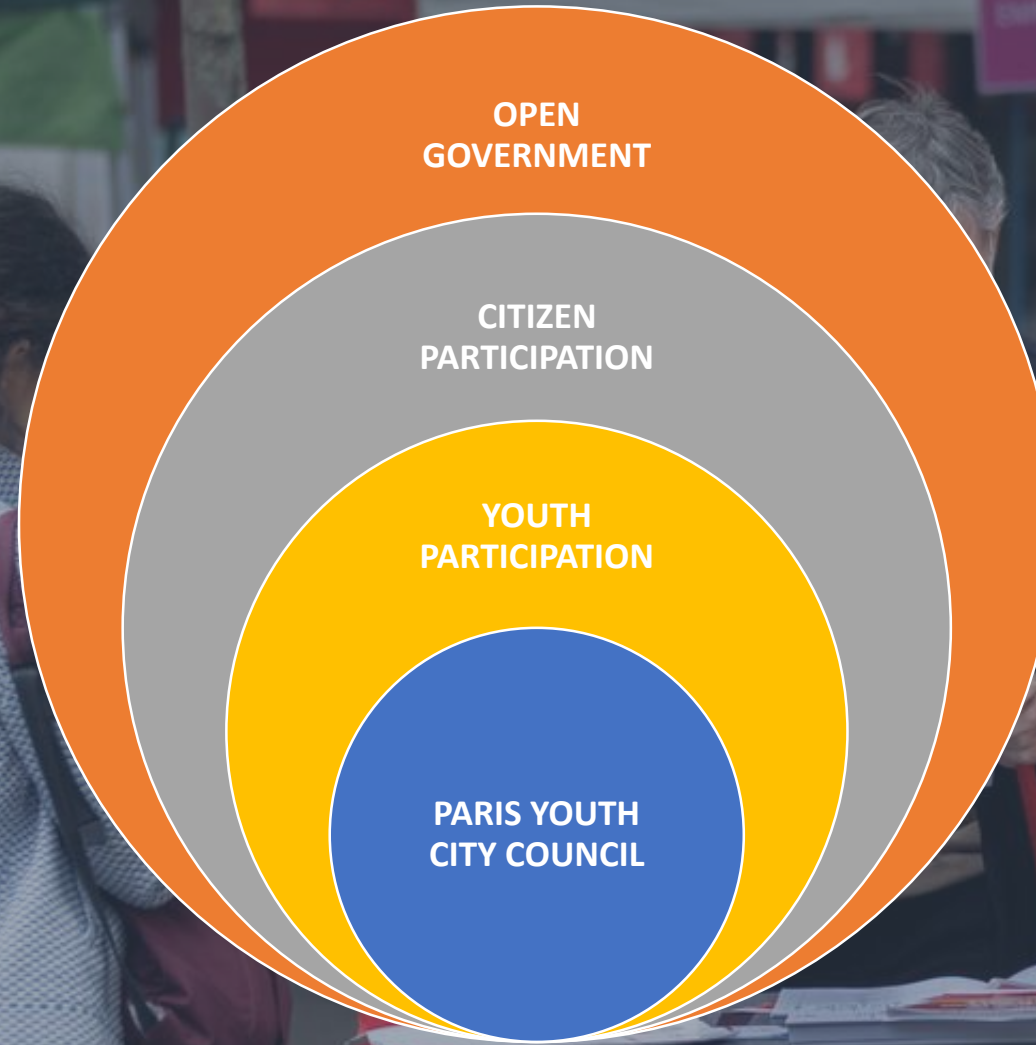 OPEN
GOVERNMENT
CITIZEN
PARTICIPATION
YOUTH
PARTICIPATION
PARIS YOUTH
CITY COUNCIL